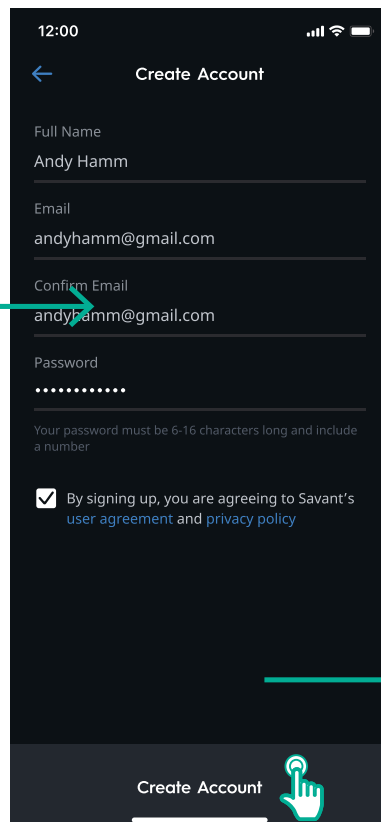 12:00
Create Account
Full Name
Andy Hamm
Email
andyhamm@gmail.com
Confirm Email
andyhamm@gmail.com
Password
••••••••••••
Your password must be 6-16 characters long and include
a number
By signing up, you are agreeing to Savant’s
user agreement and privacy policy
Create Account